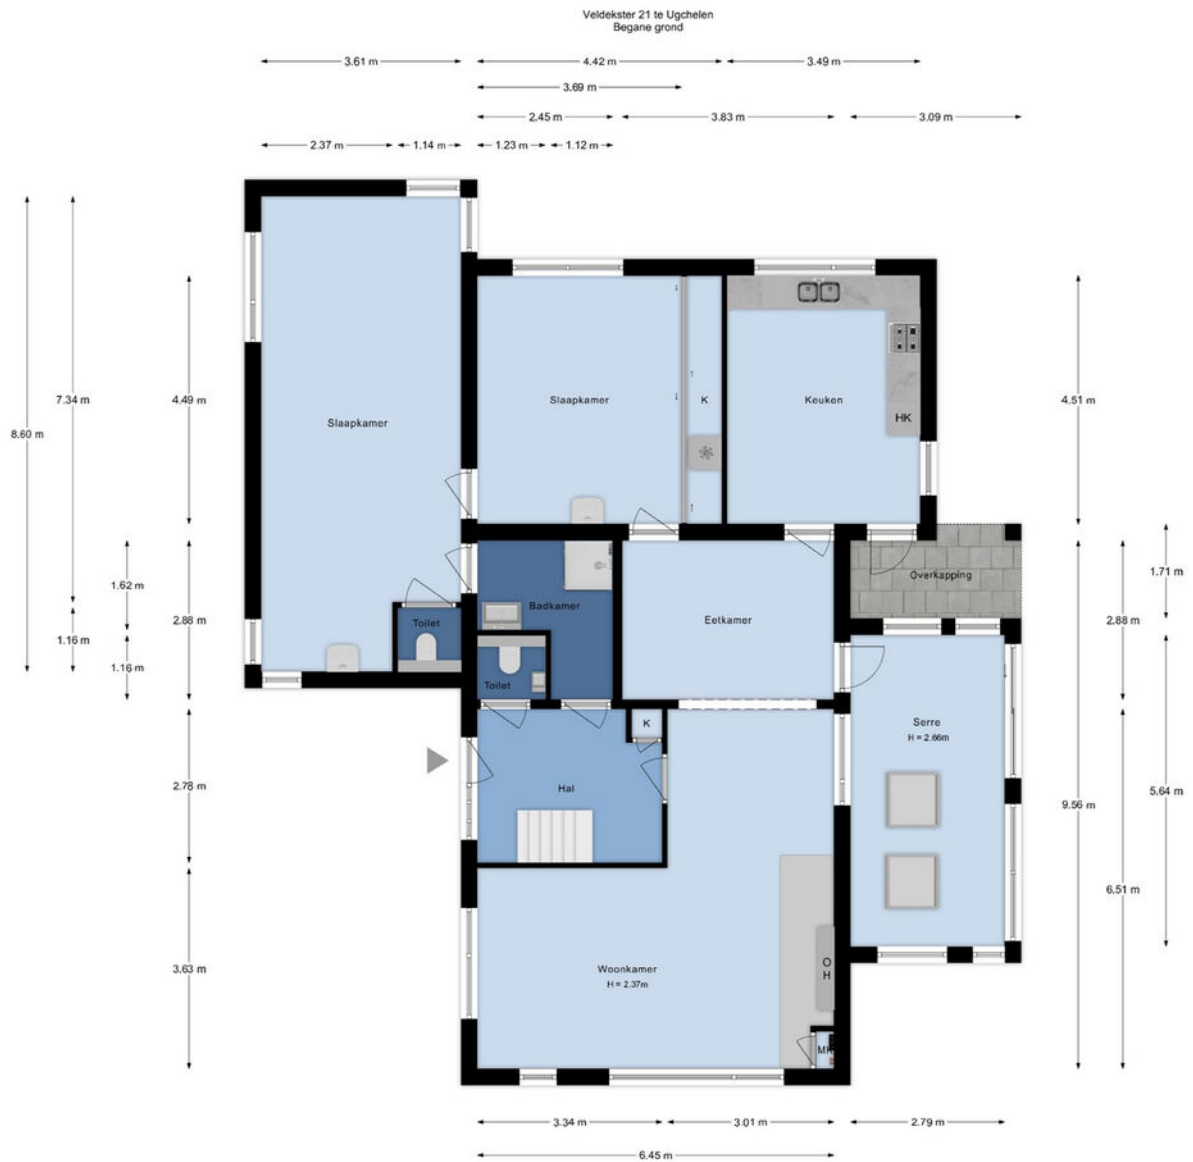 Veldekster 21 te Ugchelen
Begane grond
3.61 m
4.42 m
3.49 m
3.69 m
2.45 m
3.83 m
3.09 m
2.37 m
1.14 m
1.23 m
1.12 m
8.60 m
7.34 m
4.49 m
Slaapkamer
Slaapkamer
K
Keuken
HK
4.51 m
1.62 m
2.88 m
1.16 m
1.16 m
Toilet
Badkamer
Toilet
Eetkamer
Overkapping
1.71 m
2.88 m
K
Serre
H = 2.66m
2.78 m
Hal
9.56 m
5.64 m
6.51 m
3.63 m
Woonkamer
H = 2.37m
O
H
MK
3.34 m
3.01 m
2.79 m
6.45 m